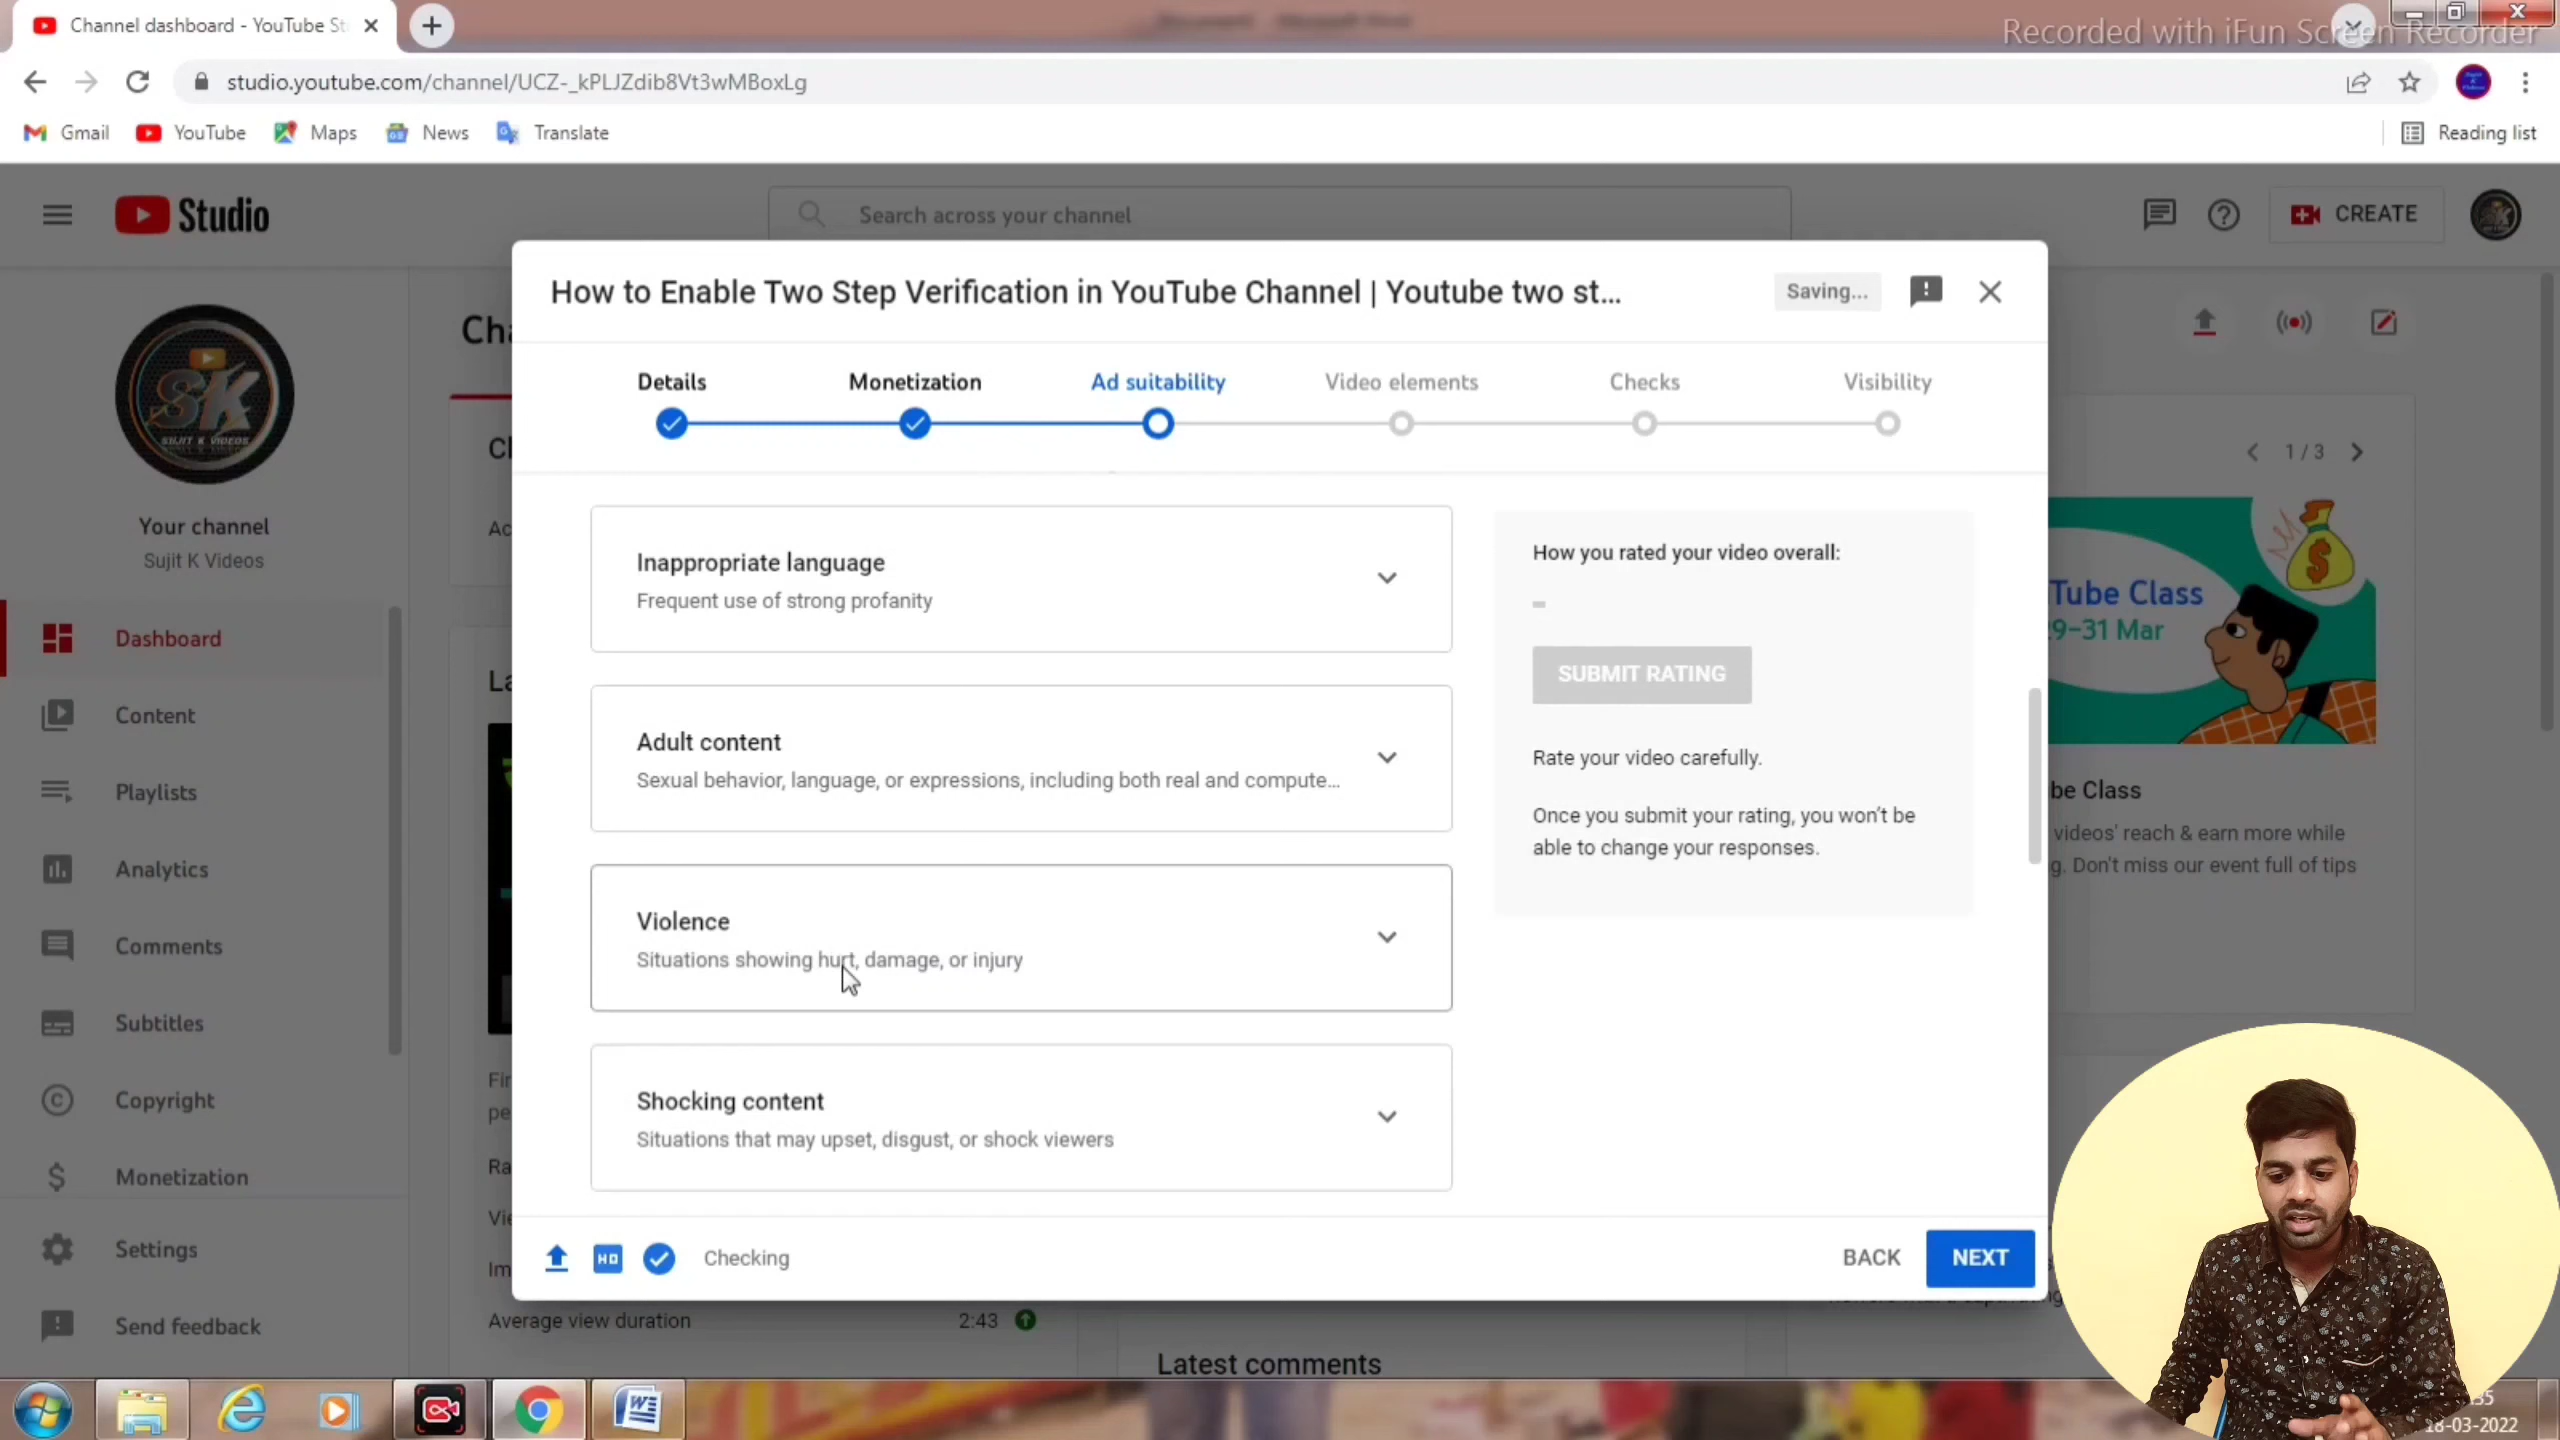 Channel dashboard - YouTube St
Recorded with iFun Screen Recorder
studio.youtube.com/channel/UCZ-_kPLJZdib8Vt3wMBoxLg
Gmail YouTube Maps News Translate Reading list
Studio Search across your channel CREATE
How to Enable Two Step Verification in YouTube Channel | Youtube two st... Saving...
Details Monetization Ad suitability Video elements Checks Visibility
SK
SUJIT K VIDEOS
Your channel
Sujit K Videos
Dashboard
Content
Playlists
Analytics
Comments
Subtitles
Copyright
Monetization
Settings
Send feedback
Inappropriate language
Frequent use of strong profanity
Adult content
Sexual behavior, language, or expressions, including both real and compute...
Violence
Situations showing hurt, damage, or injury
Shocking content
Situations that may upset, disgust, or shock viewers
How you rated your video overall:
–
SUBMIT RATING
Rate your video carefully.
Once you submit your rating, you won't be
able to change your responses.
HD Checking BACK NEXT
1 / 3
Tube Class
29–31 Mar
be Class
videos' reach & earn more while
g. Don't miss our event full of tips
Average view duration 2:43
Latest comments
18-03-2022